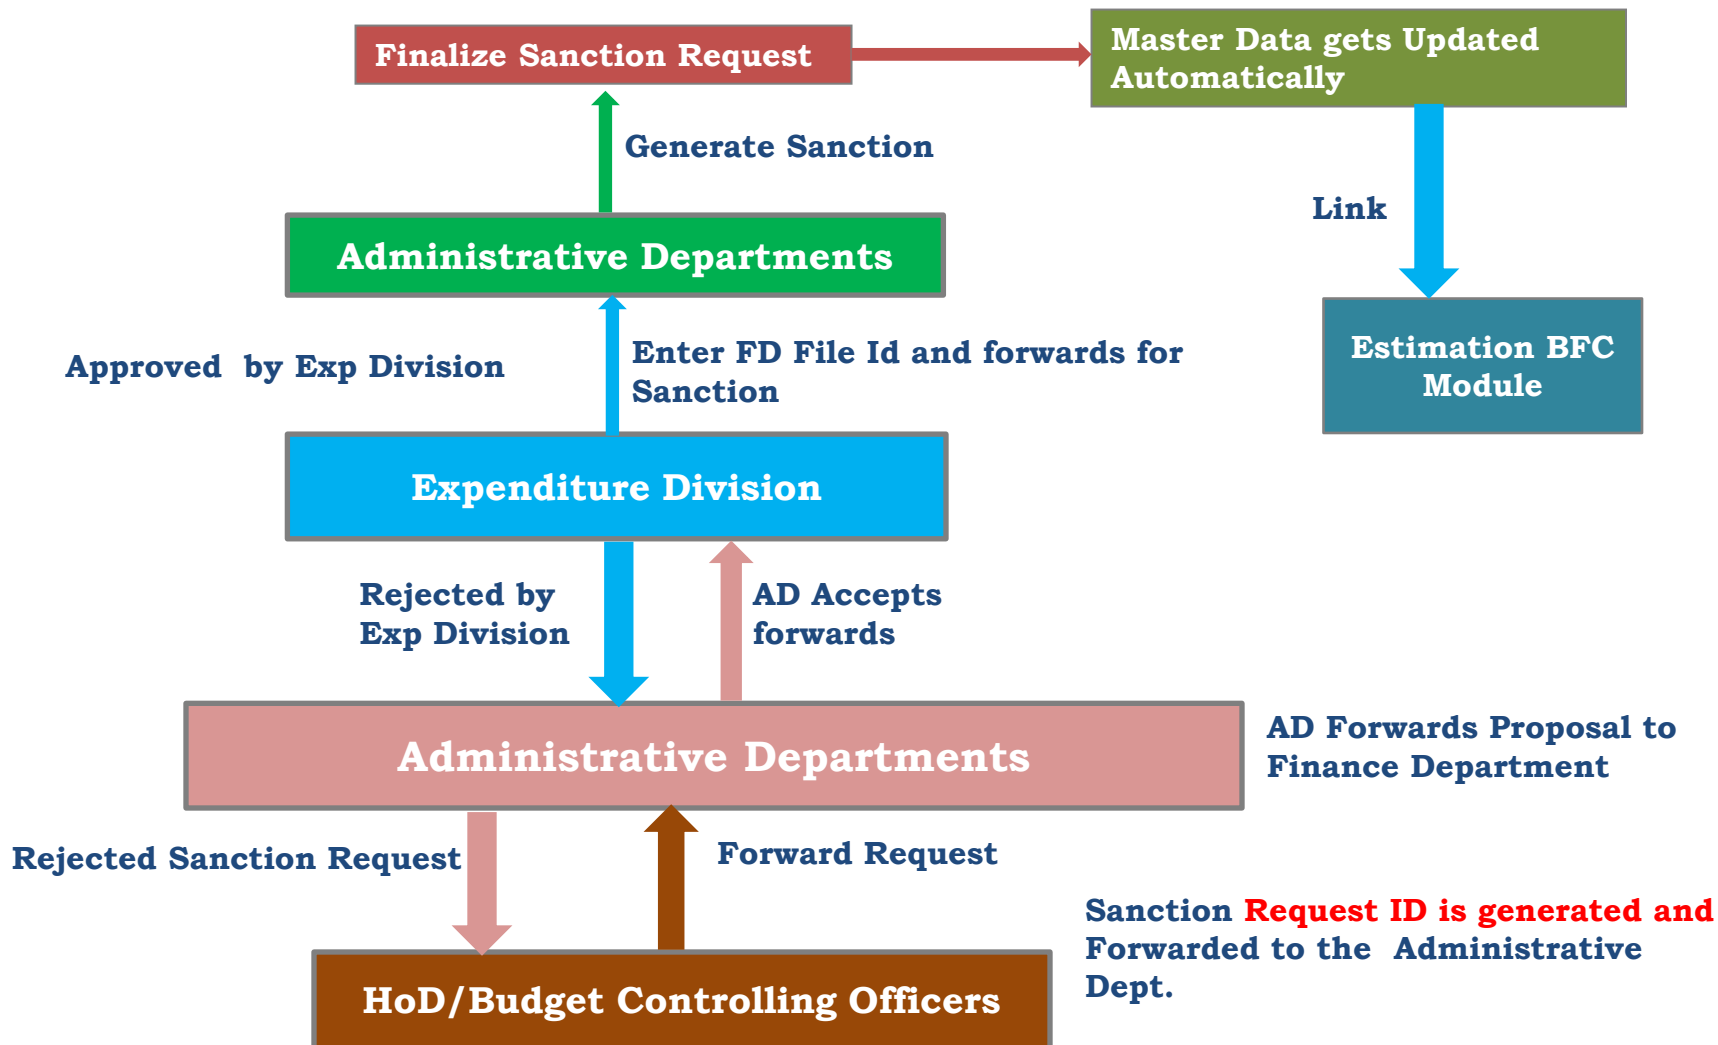 Finalize Sanction Request
Master Data gets Updated
Automatically
Generate Sanction
Link
Administrative Departments
Approved  by Exp Division
Enter FD File Id and forwards for
Sanction
Estimation BFC
Module
Expenditure Division
Rejected by
Exp Division
AD Accepts
forwards
Administrative Departments
AD Forwards Proposal to
Finance Department
Rejected Sanction Request
Forward Request
Sanction Request ID is generated and
Forwarded to the  Administrative
Dept.
HoD/Budget Controlling Officers